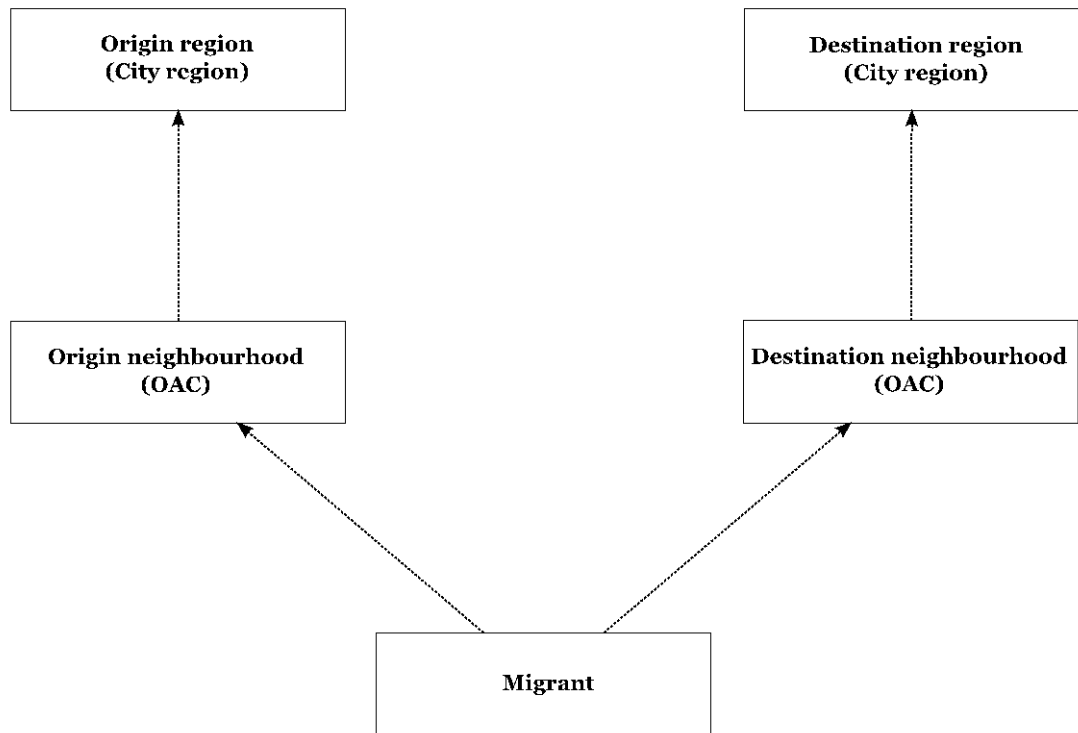 Origin region
(City region)
Destination region
(City region)
Origin neighbourhood
(OAC)
Destination neighbourhood
(OAC)
Migrant